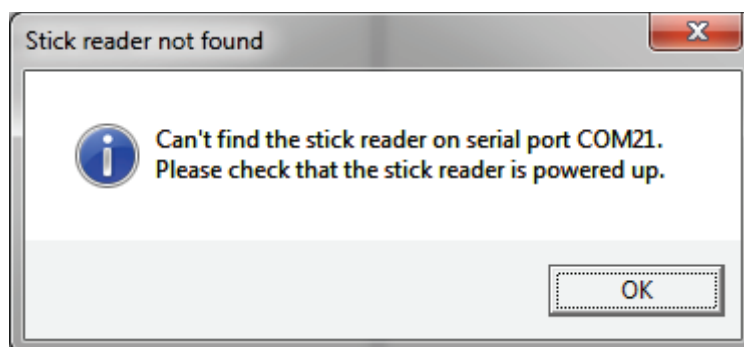 Stick reader not found
Can't find the stick reader on serial port COM21.
Please check that the stick reader is powered up.
OK